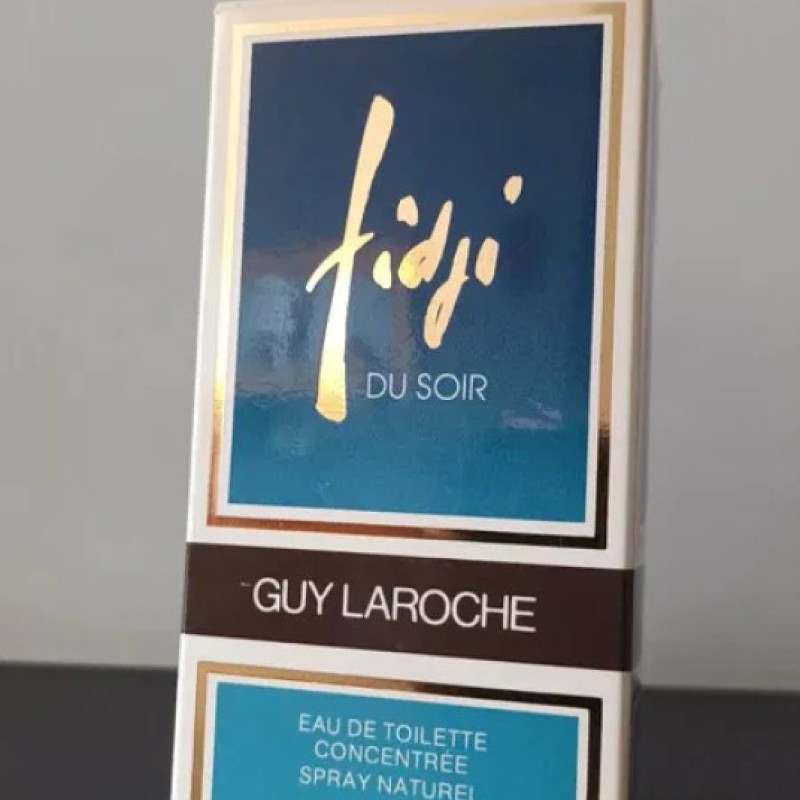 fidji
DU SOIR
GUY LAROCHE
EAU DE TOILETTE
CONCENTRÉE
SPRAY NATUREL